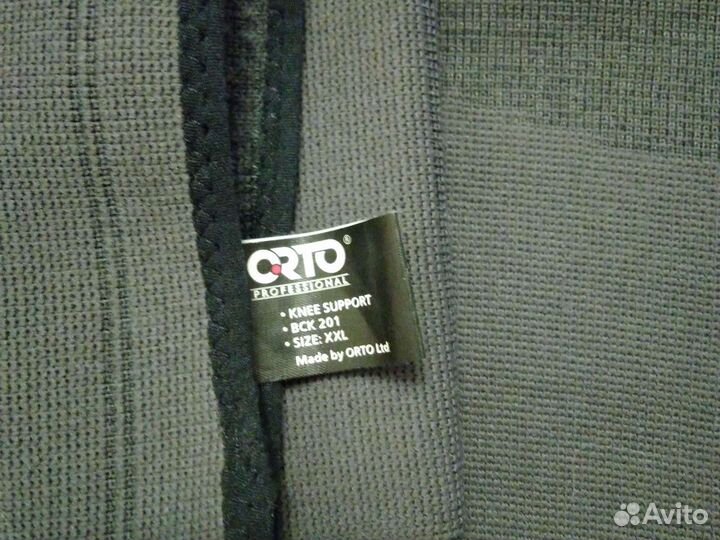 ORTO®
PROFESSIONAL
• KNEE SUPPORT
• BCK 201
• SIZE: XXL
Made by ORTO Ltd
Avito